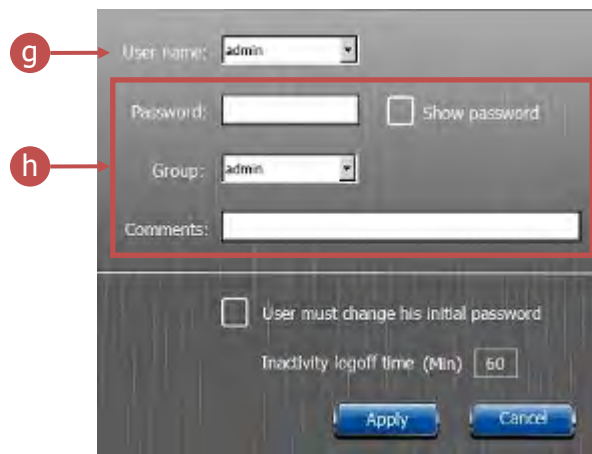 g User name: admin
Password: Show password
h
Group: admin
Comments:
User must change his initial password
Inactivity logoff time (Min) 60
Apply Cancel